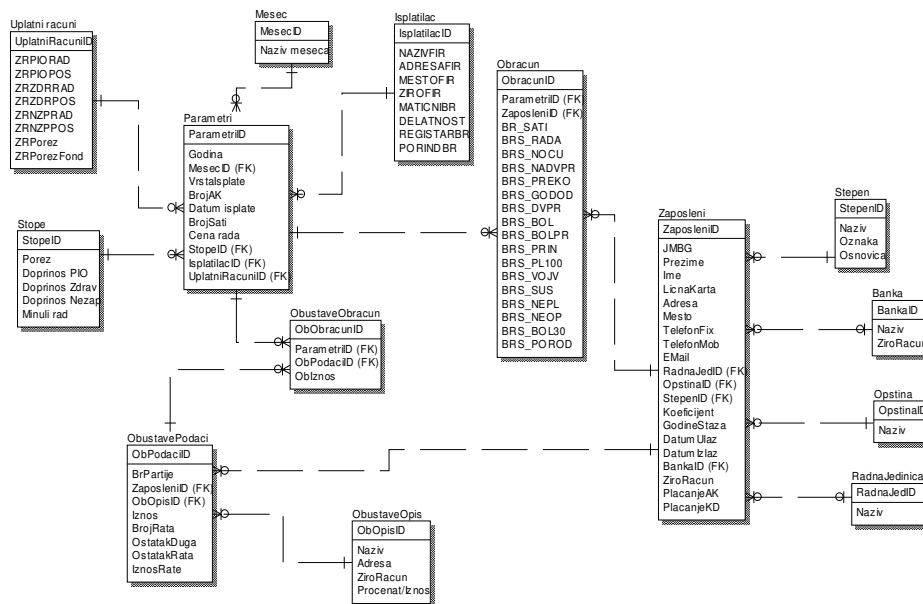 Uplatni racuni
UplatniRacuniID
ZRPIORAD
ZRPIOPOS
ZRZDRRAD
ZRZDRPOS
ZRNZPRAD
ZRNZPPOS
ZRPorez
ZRPorezFond
Mesec
MesecID
Naziv meseca
Isplatilac
IsplatilacID
NAZIVFIR
ADRESAFIR
MESTOFIR
ZIROFIR
MATICNIBR
DELATNOST
REGISTARBR
PORINDBR
Parametri
ParametriID
Godina
MesecID (FK)
VrstaIsplate
BrojAK
Datum isplate
BrojSati
Cena rada
StopeID (FK)
IsplatilacID (FK)
UplatniRacuniID (FK)
Stope
StopeID
Porez
Doprinos PIO
Doprinos Zdrav
Doprinos Nezap
Minuli rad
Obracun
ObracunID
ParametriID (FK)
ZaposleniID (FK)
BR_SATI
BRS_RADA
BRS_NOCU
BRS_NADVPR
BRS_PREKO
BRS_GODOD
BRS_DVPR
BRS_BOL
BRS_BOLPR
BRS_PRIN
BRS_PL100
BRS_VOJV
BRS_SUS
BRS_NEPL
BRS_NEOP
BRS_BOL30
BRS_POROD
ObustaveObracun
ObObracunID
ParametriID (FK)
ObPodaciID (FK)
ObIznos
Zaposleni
ZaposleniID
JMBG
Prezime
Ime
LicnaKarta
Adresa
Mesto
TelefonFix
TelefonMob
EMail
RadnaJedID (FK)
OpstinaID (FK)
StepenID (FK)
Koeficijent
GodineStaza
DatumUlaz
DatumIzlaz
BankaID (FK)
ZiroRacun
PlacanjeAK
PlacanjeKD
Stepen
StepenID
Naziv
Oznaka
Osnovica
Banka
BankaID
Naziv
ZiroRacun
Opstina
OpstinaID
Naziv
RadnaJedinica
RadnaJedID
Naziv
ObustavePodaci
ObPodaciID
BrPartije
ZaposleniID (FK)
ObOpisID (FK)
Iznos
BrojRata
OstatakDuga
OstatakRata
IznosRate
ObustaveOpis
ObOpisID
Naziv
Adresa
ZiroRacun
Procenat/Iznos